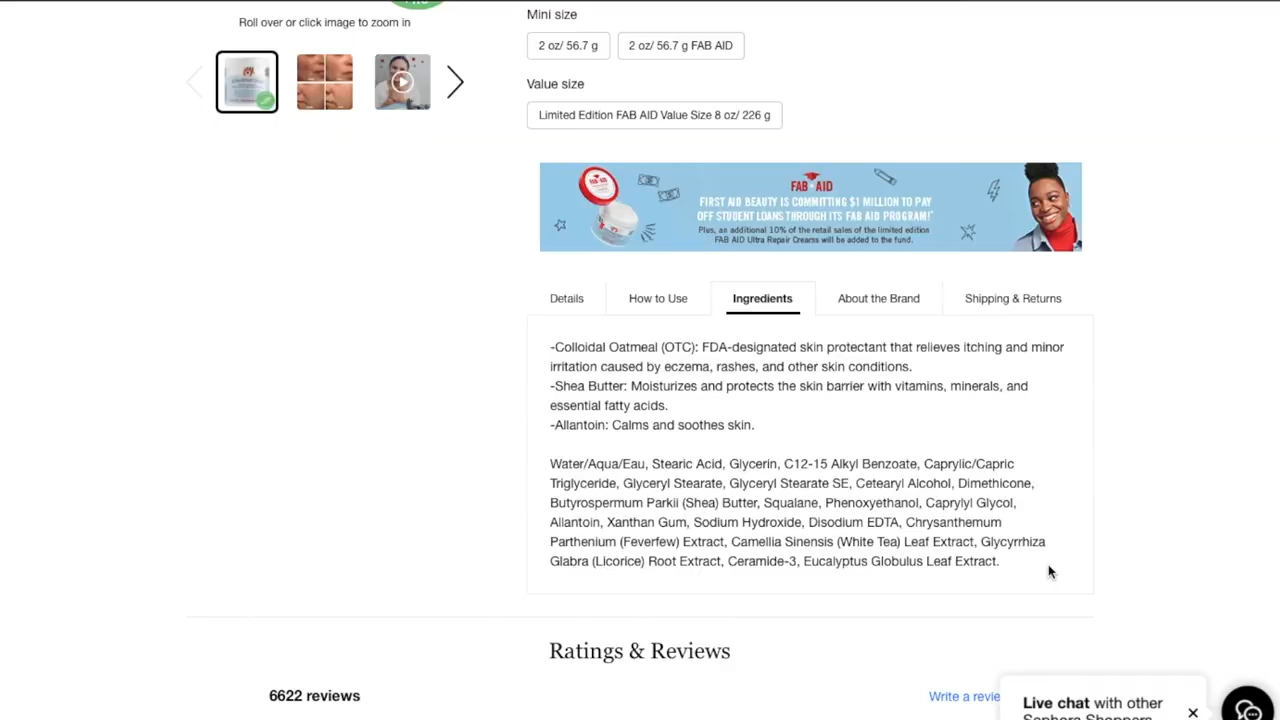 Roll over or click image to zoom in
Mini size
2 oz/ 56.7 g
2 oz/ 56.7 g FAB AID
Value size
Limited Edition FAB AID Value Size 8 oz/ 226 g
FAB AID
FIRST AID BEAUTY IS COMMITTING $1 MILLION TO PAY
OFF STUDENT LOANS THROUGH ITS FAB AID PROGRAM!*
Plus, an additional 10% of the retail sales of the limited edition
FAB AID Ultra Repair Creams will be added to the fund.
Details
How to Use
Ingredients
About the Brand
Shipping & Returns
-Colloidal Oatmeal (OTC): FDA-designated skin protectant that relieves itching and minor
irritation caused by eczema, rashes, and other skin conditions.
-Shea Butter: Moisturizes and protects the skin barrier with vitamins, minerals, and
essential fatty acids.
-Allantoin: Calms and soothes skin.
Water/Aqua/Eau, Stearic Acid, Glycerin, C12-15 Alkyl Benzoate, Caprylic/Capric
Triglyceride, Glyceryl Stearate, Glyceryl Stearate SE, Cetearyl Alcohol, Dimethicone,
Butyrospermum Parkii (Shea) Butter, Squalane, Phenoxyethanol, Caprylyl Glycol,
Allantoin, Xanthan Gum, Sodium Hydroxide, Disodium EDTA, Chrysanthemum
Parthenium (Feverfew) Extract, Camellia Sinensis (White Tea) Leaf Extract, Glycyrrhiza
Glabra (Licorice) Root Extract, Ceramide-3, Eucalyptus Globulus Leaf Extract.
Ratings & Reviews
6622 reviews
Write a revie
Live chat with other
Sephora Shoppers